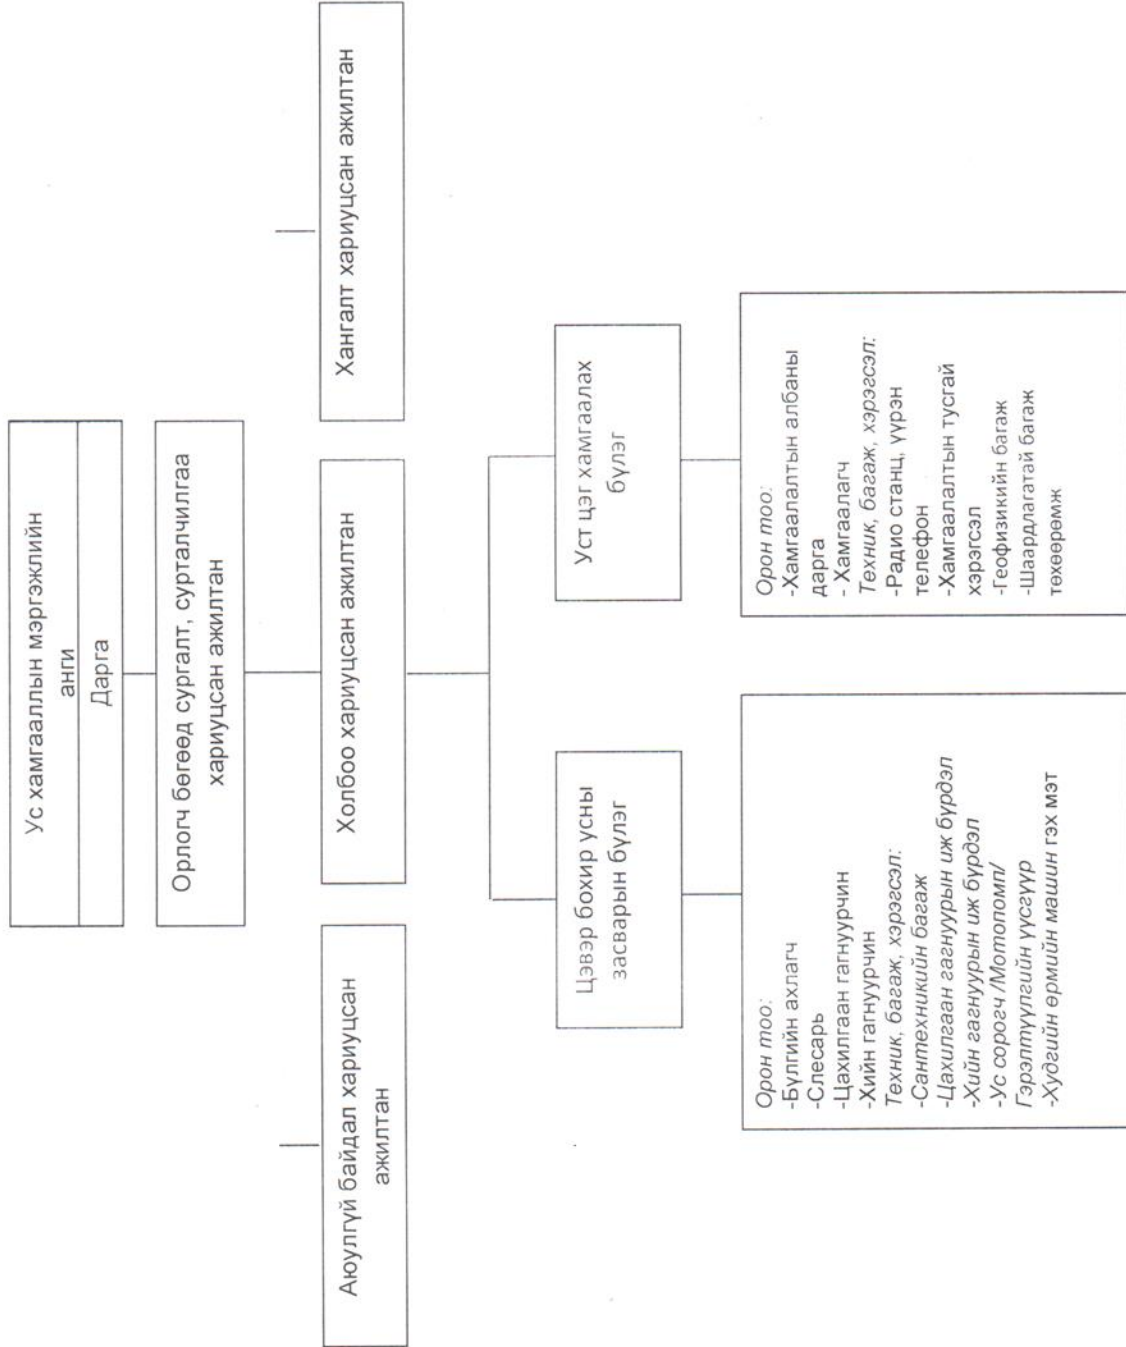 Ус хамгааллын мэргэжлийн
анги
Дарга
Орлогч бөгөөд сургалт, сурталчилгаа
хариуцсан ажилтан
Аюулгүй байдал хариуцсан
ажилтан
Холбоо хариуцсан ажилтан
Хангалт хариуцсан ажилтан
Цэвэр бохир усны
засварын бүлэг
Уст цэг хамгаалах
бүлэг
Орон тоо:
-Бүлгийн ахлагч
-Слесарь
-Цахилгаан гагнуурчин
-Хийн гагнуурчин
Техник, багаж, хэрэгсэл:
-Сантехникийн багаж
-Цахилгаан гагнуурын иж бүрдэл
-Хийн гагнуурын иж бүрдэл
-Ус сорогч /Мотопомп/
Гэрэлтүүлгийн үүсгүүр
-Худгийн өрмийн машин гэх мэт
Орон тоо:
-Хамгаалалтын албаны
дарга
- Хамгаалагч
Техник, багаж, хэрэгсэл:
-Радио станц, үүрэн
телефон
-Хамгаалалтын тусгай
хэрэгсэл
-Геофизикийн багаж
-Шаардлагатай багаж
төхөөрөмж